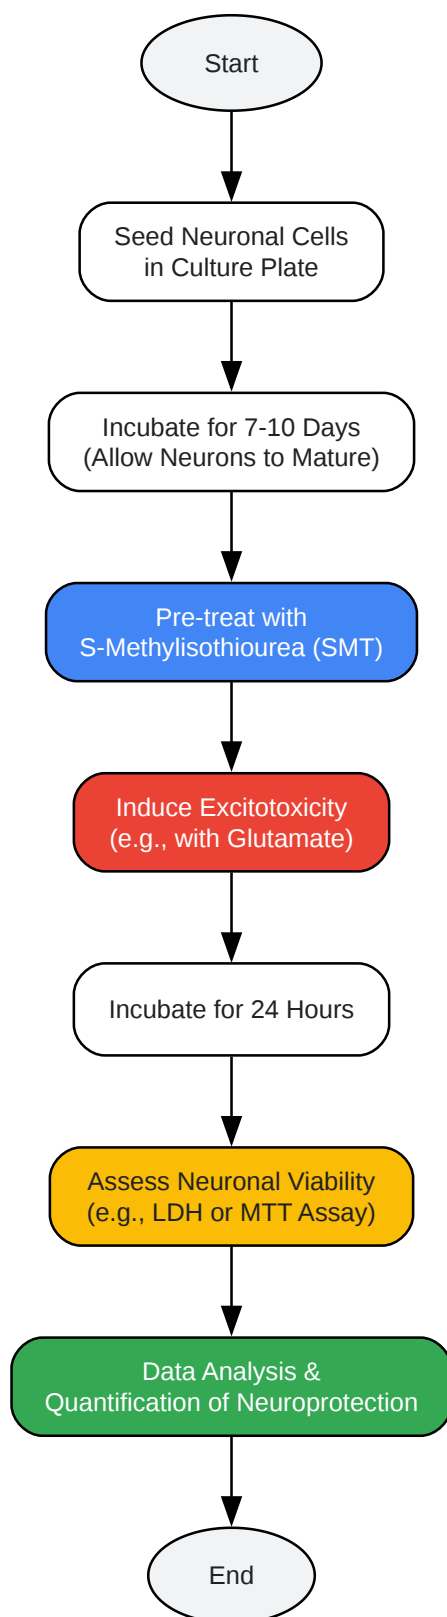 Start
Seed Neuronal Cells
in Culture Plate
Incubate for 7-10 Days
(Allow Neurons to Mature)
Pre-treat with
S-Methylisothiourea (SMT)
Induce Excitotoxicity
(e.g., with Glutamate)
Incubate for 24 Hours
Assess Neuronal Viability
(e.g., LDH or MTT Assay)
Data Analysis &
Quantification of Neuroprotection
End